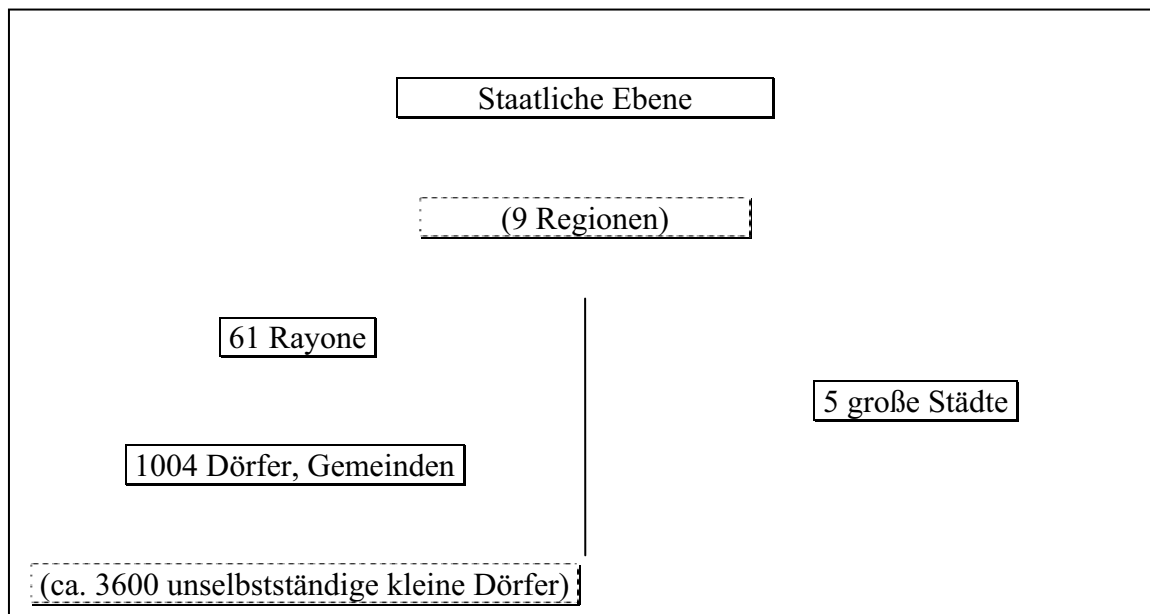 Staatliche Ebene
(9 Regionen)
61 Rayone
5 große Städte
1004 Dörfer, Gemeinden
(ca. 3600 unselbstständige kleine Dörfer)